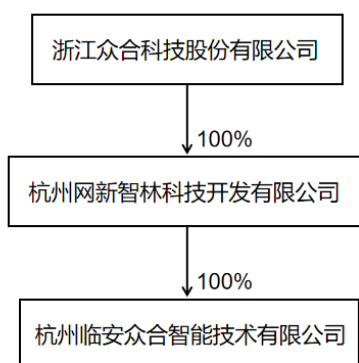 浙江众合科技股份有限公司
100%
杭州网新智林科技开发有限公司
100%
杭州临安众合智能技术有限公司